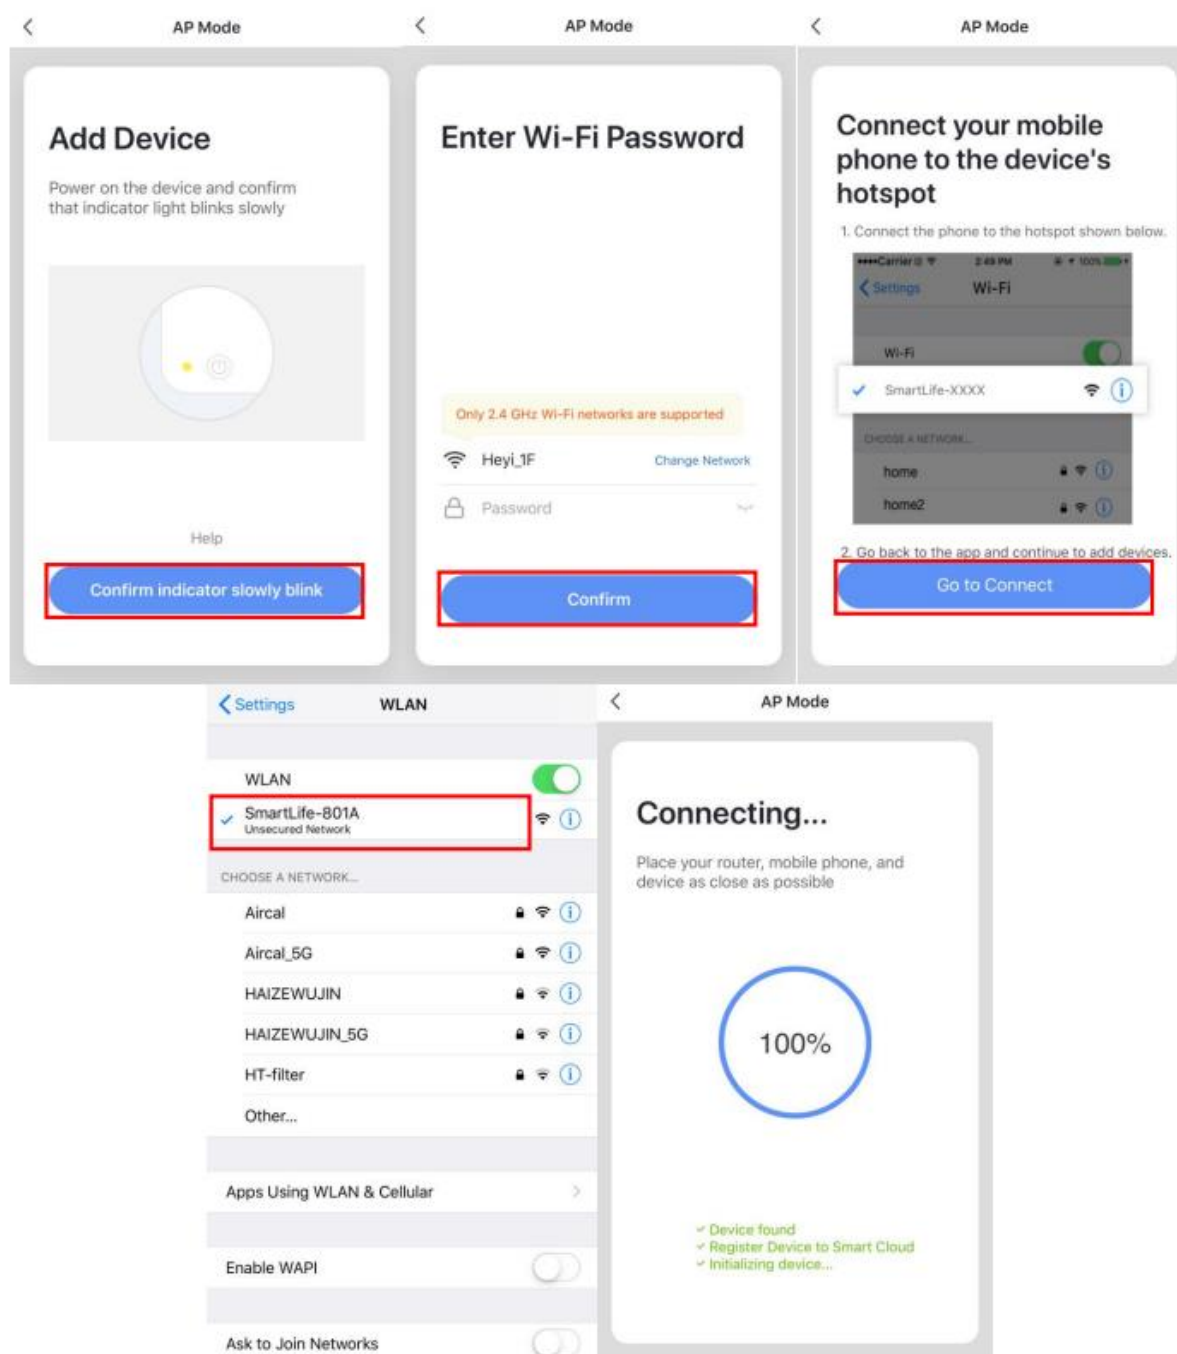 AP Mode
Add Device
Power on the device and confirm
that indicator light blinks slowly
Help
Confirm indicator slowly blink
AP Mode
Enter Wi-Fi Password
Only 2.4 GHz Wi-Fi networks are supported
Heyi_1F
Change Network
Password
Confirm
AP Mode
Connect your mobile
phone to the device's
hotspot
1. Connect the phone to the hotspot shown below.
Carrier 2:49 PM 100%
Settings Wi-Fi
Wi-Fi
SmartLife-XXXX
CHOOSE A NETWORK...
home
home2
2. Go back to the app and continue to add devices.
Go to Connect
Settings WLAN
WLAN
SmartLife-801A
Unsecured Network
CHOOSE A NETWORK...
Aircal
Aircal_5G
HAIZEWUJIN
HAIZEWUJIN_5G
HT-filter
Other...
Apps Using WLAN & Cellular
Enable WAPI
Ask to Join Networks
AP Mode
Connecting...
Place your router, mobile phone, and
device as close as possible
100%
Device found
Register Device to Smart Cloud
Initializing device...